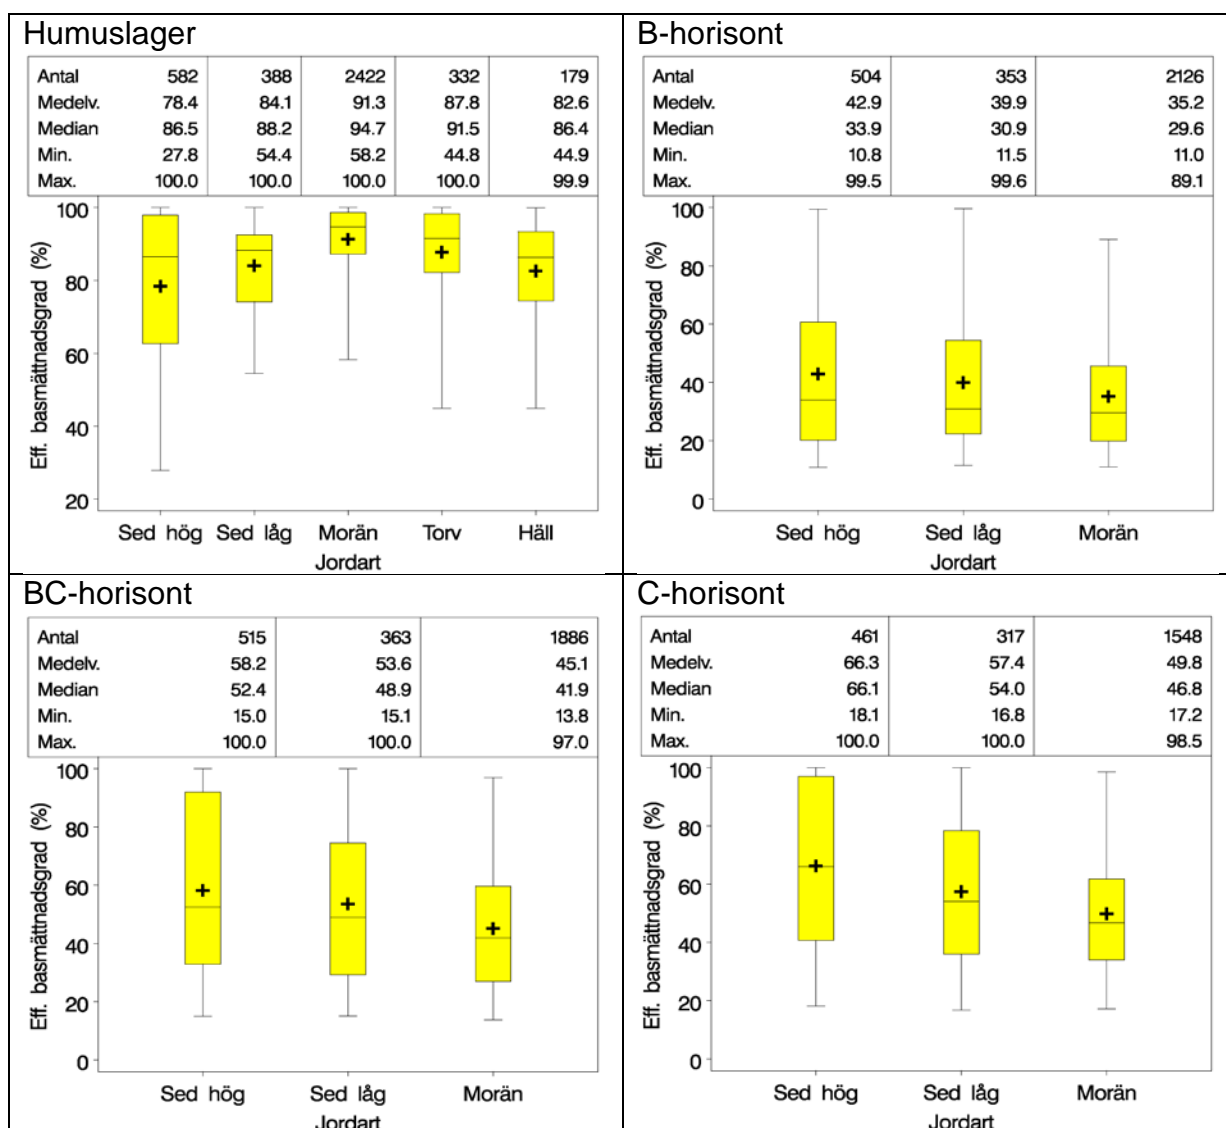 Humuslager
Antal 582 388 2422 332 179
Medelv. 78.4 84.1 91.3 87.8 82.6
Median 86.5 88.2 94.7 91.5 86.4
Min. 27.8 54.4 58.2 44.8 44.9
Max. 100.0 100.0 100.0 100.0 99.9
Eff. basmättnadsgrad (%)
100
80
60
40
20
Sed hög Sed låg Morän Torv Häll
Jordart
B-horisont
Antal 504 353 2126
Medelv. 42.9 39.9 35.2
Median 33.9 30.9 29.6
Min. 10.8 11.5 11.0
Max. 99.5 99.6 89.1
Eff. basmättnadsgrad (%)
100
80
60
40
20
0
Sed hög Sed låg Morän
Jordart
BC-horisont
Antal 515 363 1886
Medelv. 58.2 53.6 45.1
Median 52.4 48.9 41.9
Min. 15.0 15.1 13.8
Max. 100.0 100.0 97.0
Eff. basmättnadsgrad (%)
100
80
60
40
20
0
Sed hög Sed låg Morän
Jordart
C-horisont
Antal 461 317 1548
Medelv. 66.3 57.4 49.8
Median 66.1 54.0 46.8
Min. 18.1 16.8 17.2
Max. 100.0 100.0 98.5
Eff. basmättnadsgrad (%)
100
80
60
40
20
0
Sed hög Sed låg Morän
Jordart